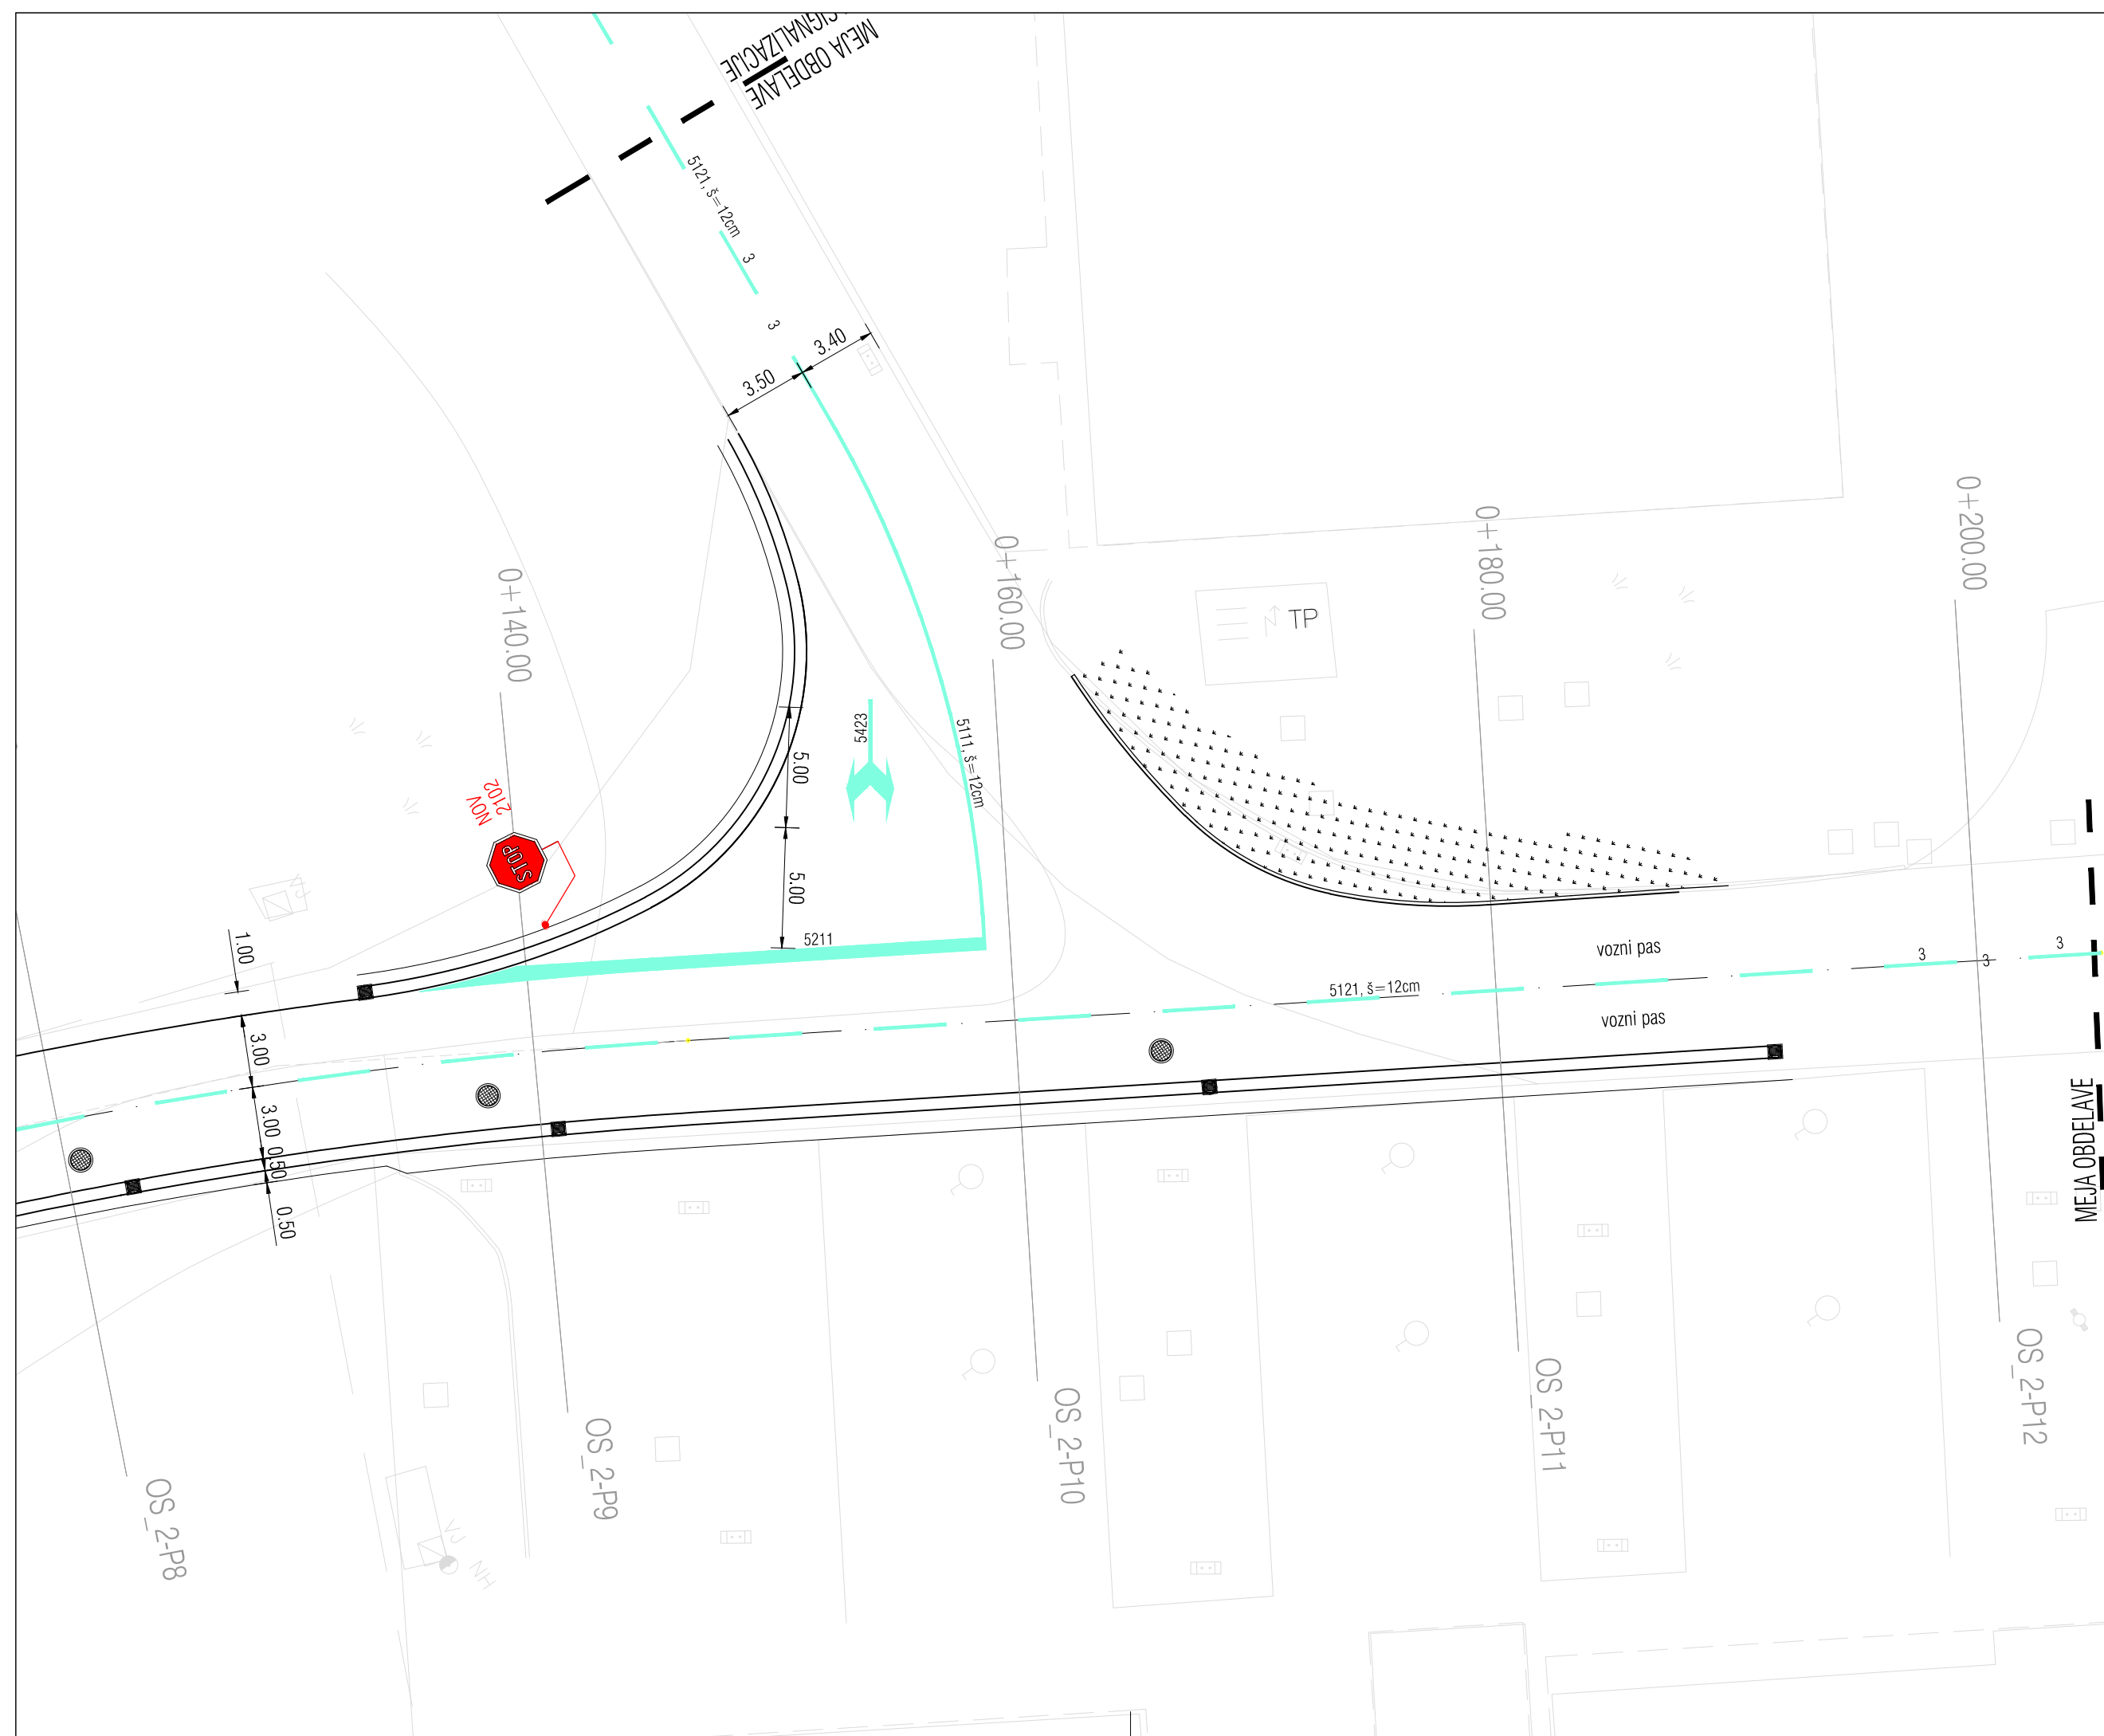 MEJA OBDELAVE
SIGNALIZACIJE
5121, š=12cm
3
3
3.40
3.50
0+140.00
0+160.00
0+180.00
0+200.00
TP
5423
5111, š=12cm
5.00
5.00
2102
NOV
STOP
VJ
1.00
5211
vozni pas
3
3
3
5121, š=12cm
vozni pas
3.00
3.00
0.50
0.50
MEJA OBDELAVE
OS_2-P8
OS_2-P9
OS_2-P10
OS_2-P11
OS_2-P12
VJ
NH